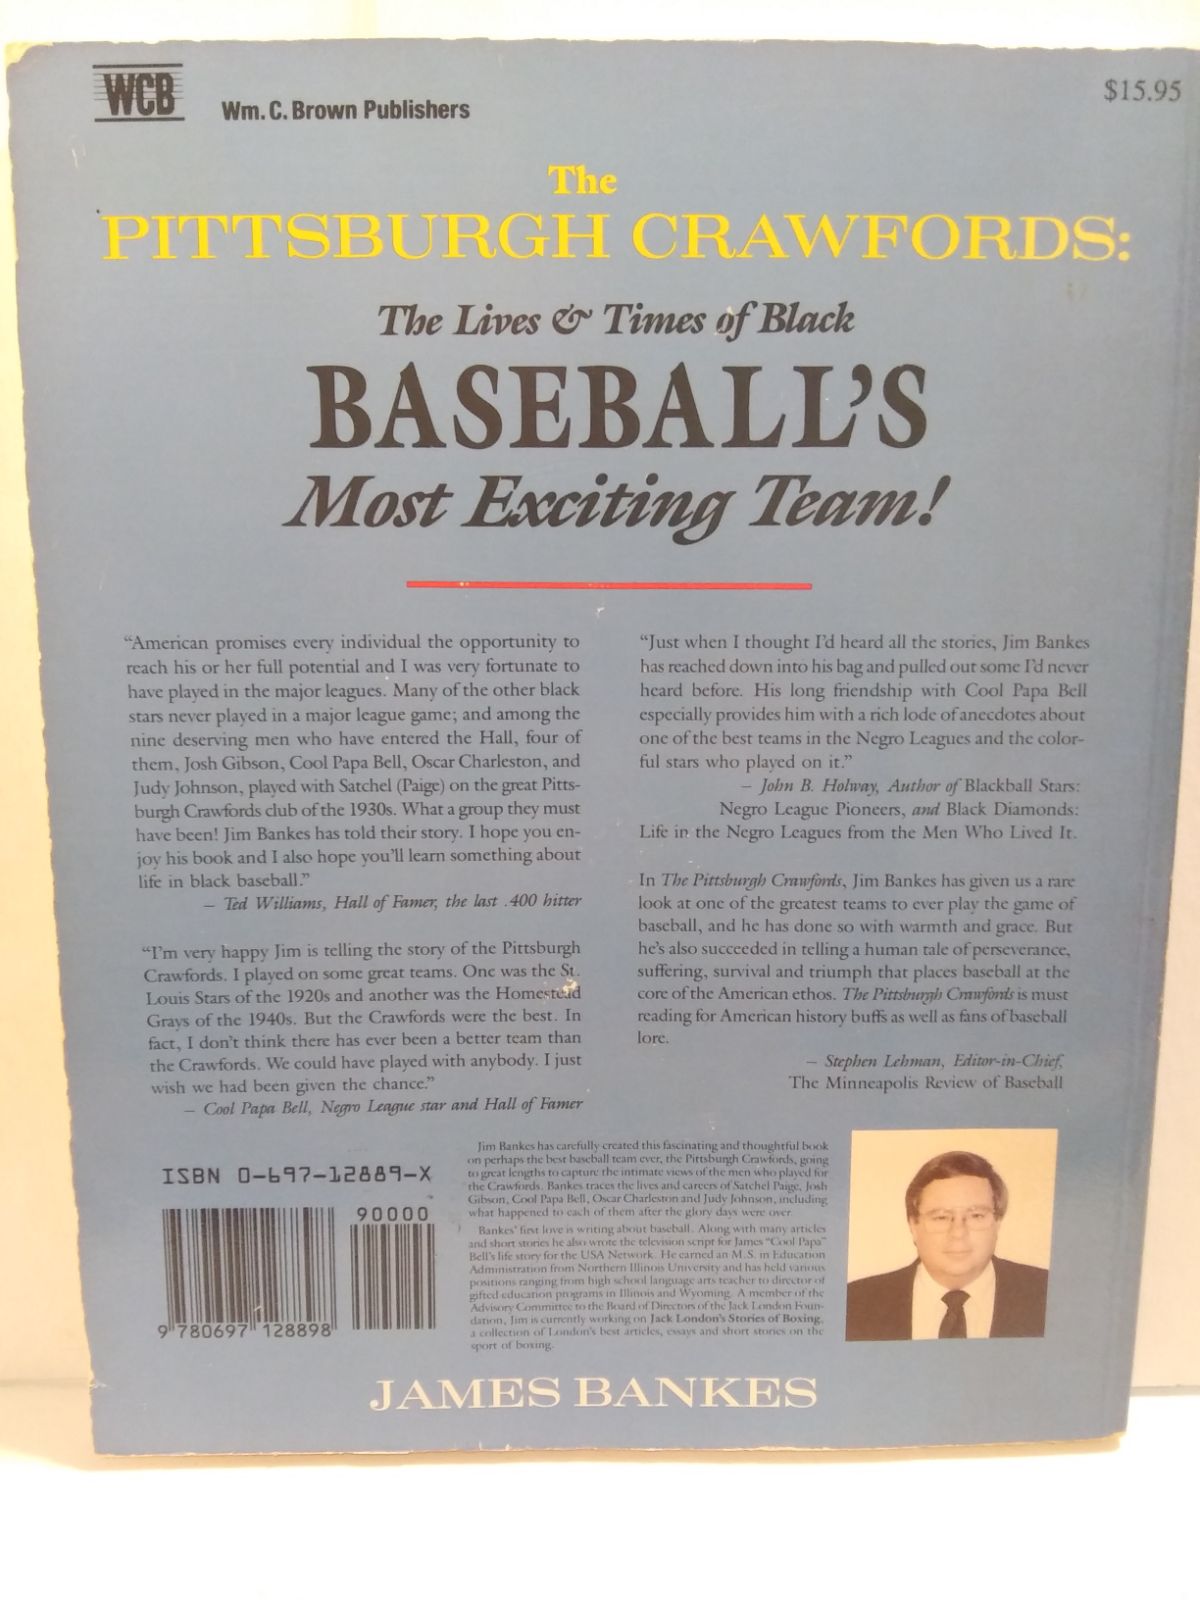 WCB
Wm. C. Brown Publishers
$15.95
The
PITTSBURGH CRAWFORDS:
The Lives & Times of Black
BASEBALL'S
Most Exciting Team!
“American promises every individual the opportunity to
reach his or her full potential and I was very fortunate to
have played in the major leagues. Many of the other black
stars never played in a major league game; and among the
nine deserving men who have entered the Hall, four of
them, Josh Gibson, Cool Papa Bell, Oscar Charleston, and
Judy Johnson, played with Satchel (Paige) on the great Pitts-
burgh Crawfords club of the 1930s. What a group they must
have been! Jim Bankes has told their story. I hope you en-
joy his book and I also hope you'll learn something about
life in black baseball.”
– Ted Williams, Hall of Famer, the last .400 hitter
“I'm very happy Jim is telling the story of the Pittsburgh
Crawfords. I played on some great teams. One was the St.
Louis Stars of the 1920s and another was the Homestead
Grays of the 1940s. But the Crawfords were the best. In
fact, I don't think there has ever been a better team than
the Crawfords. We could have played with anybody. I just
wish we had been given the chance.”
– Cool Papa Bell, Negro League star and Hall of Famer
“Just when I thought I'd heard all the stories, Jim Bankes
has reached down into his bag and pulled out some I'd never
heard before. His long friendship with Cool Papa Bell
especially provides him with a rich lode of anecdotes about
one of the best teams in the Negro Leagues and the color-
ful stars who played on it.”
– John B. Holway, Author of Blackball Stars:
Negro League Pioneers, and Black Diamonds:
Life in the Negro Leagues from the Men Who Lived It.
In The Pittsburgh Crawfords, Jim Bankes has given us a rare
look at one of the greatest teams to ever play the game of
baseball, and he has done so with warmth and grace. But
he's also succeeded in telling a human tale of perseverance,
suffering, survival and triumph that places baseball at the
core of the American ethos. The Pittsburgh Crawfords is must
reading for American history buffs as well as fans of baseball
lore.
– Stephen Lehman, Editor-in-Chief,
The Minneapolis Review of Baseball
ISBN 0-697-12889-X
90000
9 780697 128898
Jim Bankes has carefully created this fascinating and thoughtful book
on perhaps the best baseball team ever, the Pittsburgh Crawfords, going
to great lengths to capture the intimate views of the men who played for
the Crawfords. Bankes traces the lives and careers of Satchel Paige, Josh
Gibson, Cool Papa Bell, Oscar Charleston and Judy Johnson, including
what happened to each of them after the glory days were over.
Bankes' first love is writing about baseball. Along with many articles
and short stories he also wrote the television script for James “Cool Papa”
Bell's life story for the USA Network. He earned an M.S. in Education
Administration from Northern Illinois University and has held various
positions ranging from high school language arts teacher to director of
gifted education programs in Illinois and Wyoming. A member of the
Advisory Committee to the Board of Directors of the Jack London Foun-
dation, Jim is currently working on Jack London's Stories of Boxing,
a collection of London's best articles, essays and short stories on the
sport of boxing.
JAMES BANKES